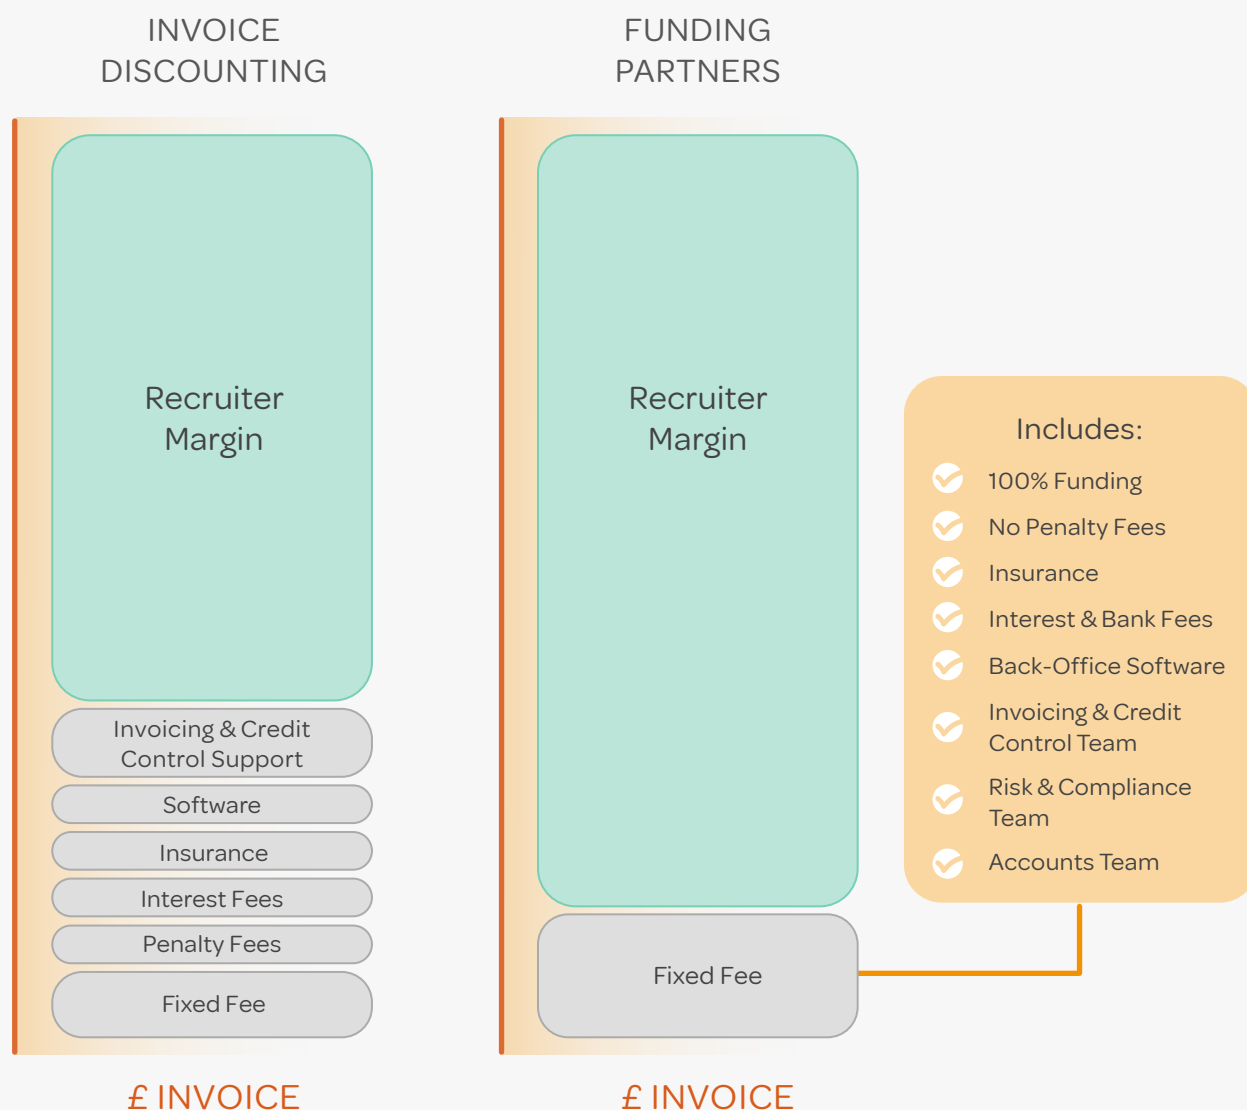 INVOICE
DISCOUNTING
Recruiter
Margin
Invoicing & Credit
Control Support
Software
Insurance
Interest Fees
Penalty Fees
Fixed Fee
£ INVOICE
FUNDING
PARTNERS
Recruiter
Margin
Fixed Fee
£ INVOICE
Includes:
100% Funding
No Penalty Fees
Insurance
Interest & Bank Fees
Back-Office Software
Invoicing & Credit
Control Team
Risk & Compliance
Team
Accounts Team